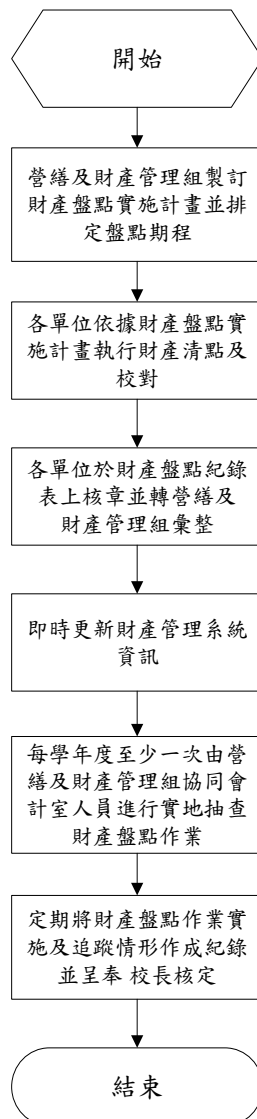 開始
營繕及財產管理組製訂
財產盤點實施計畫並排
定盤點期程
各單位依據財產盤點實
施計畫執行財產清點及
校對
各單位於財產盤點紀錄
表上核章並轉營繕及
財產管理組彙整
即時更新財產管理系統
資訊
每學年度至少一次由營
繕及財產管理組協同會
計室人員進行實地抽查
財產盤點作業
定期將財產盤點作業實
施及追蹤情形作成紀錄
並呈奉 校長核定
結束